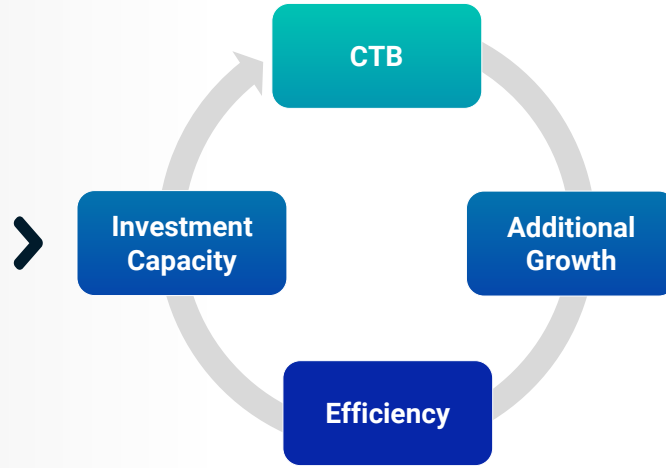 CTB
Investment
Capacity
Additional
Growth
Efficiency